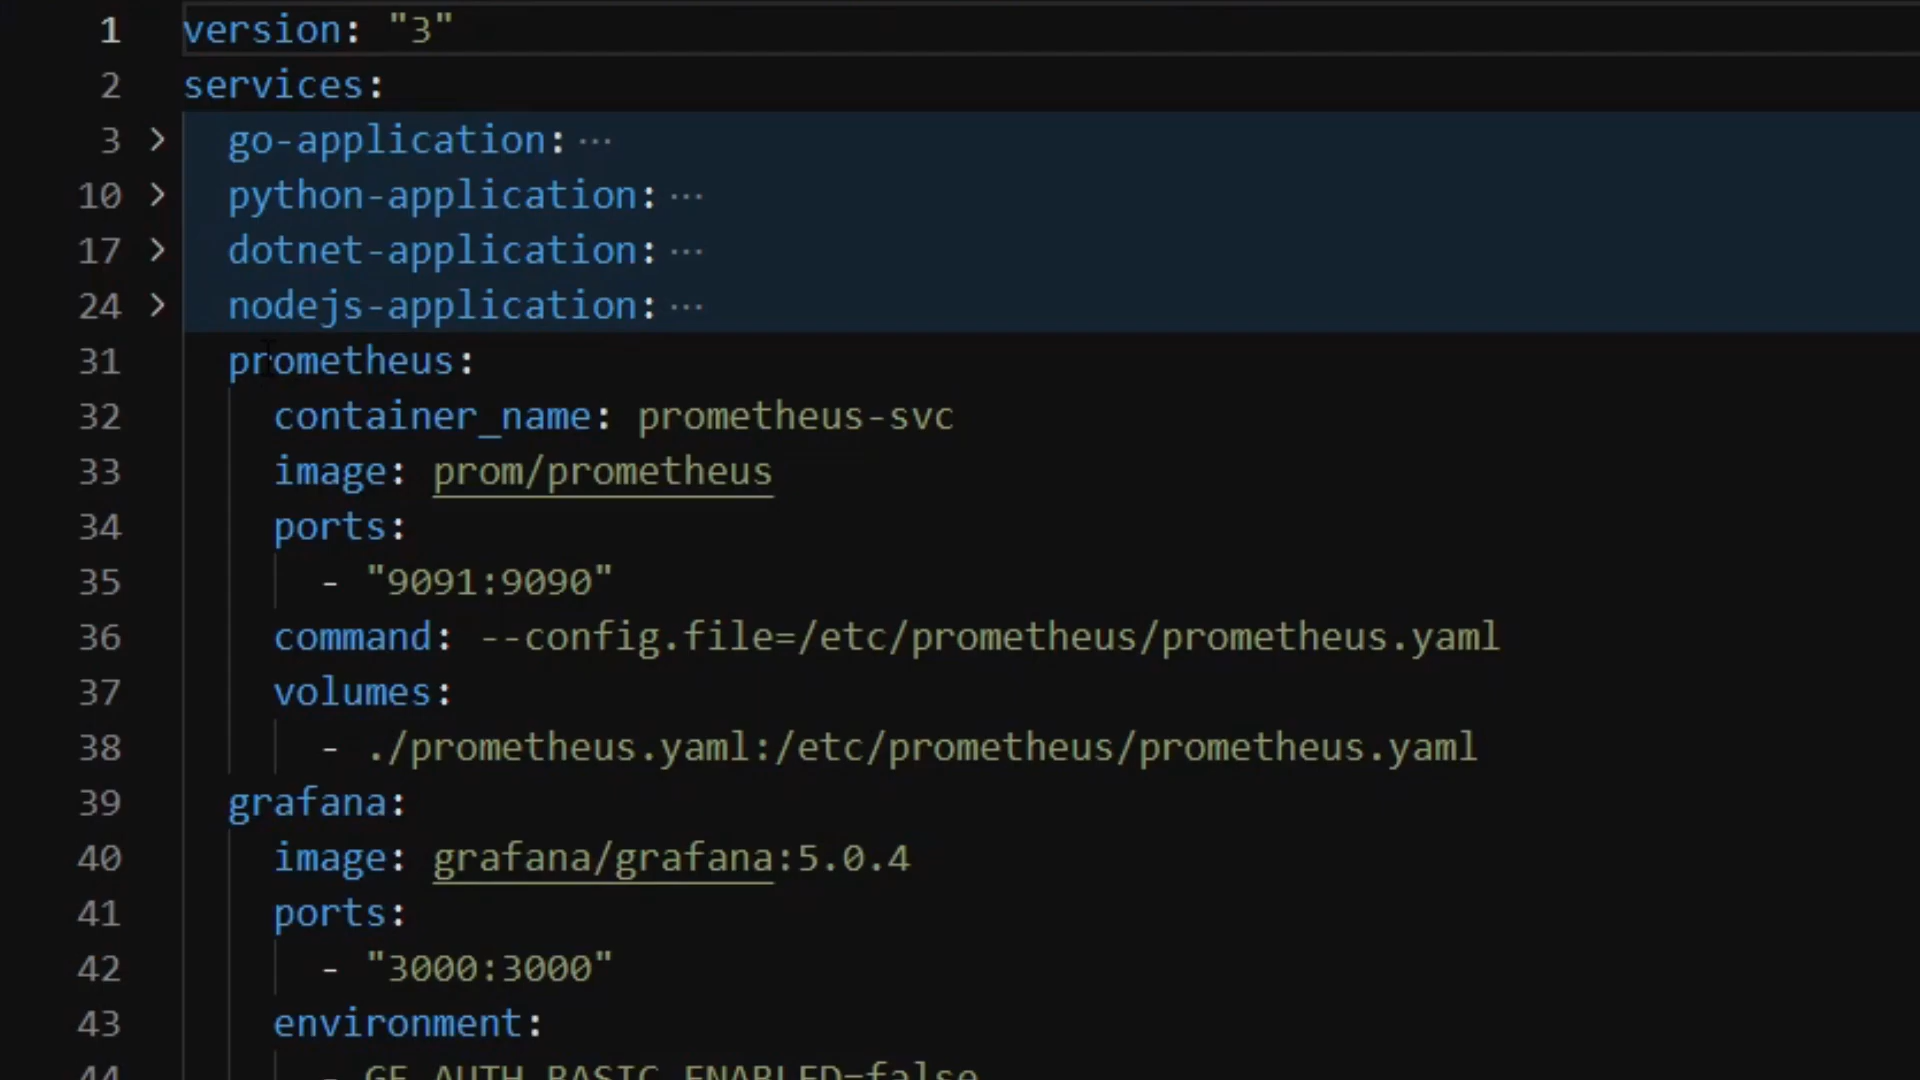 1 version: "3"
2 services:
3 > go-application: ···
10 > python-application: ···
17 > dotnet-application: ···
24 > nodejs-application: ···
31 prometheus:
32 container_name: prometheus-svc
33 image: prom/prometheus
34 ports:
35 - "9091:9090"
36 command: --config.file=/etc/prometheus/prometheus.yaml
37 volumes:
38 - ./prometheus.yaml:/etc/prometheus/prometheus.yaml
39 grafana:
40 image: grafana/grafana:5.0.4
41 ports:
42 - "3000:3000"
43 environment:
44 - GF_AUTH_BASIC_ENABLED=false